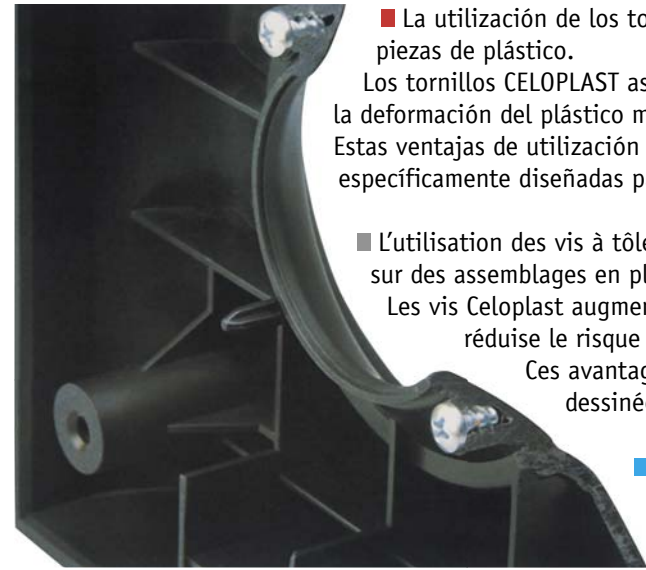 La utilización de los to
piezas de plástico.
Los tornillos CELOPLAST as
la deformación del plástico m
Estas ventajas de utilización
específicamente diseñadas p
L'utilisation des vis à tôle
sur des assemblages en pl
Les vis Celoplast augmen
réduise le risque
Ces avantag
dessinée